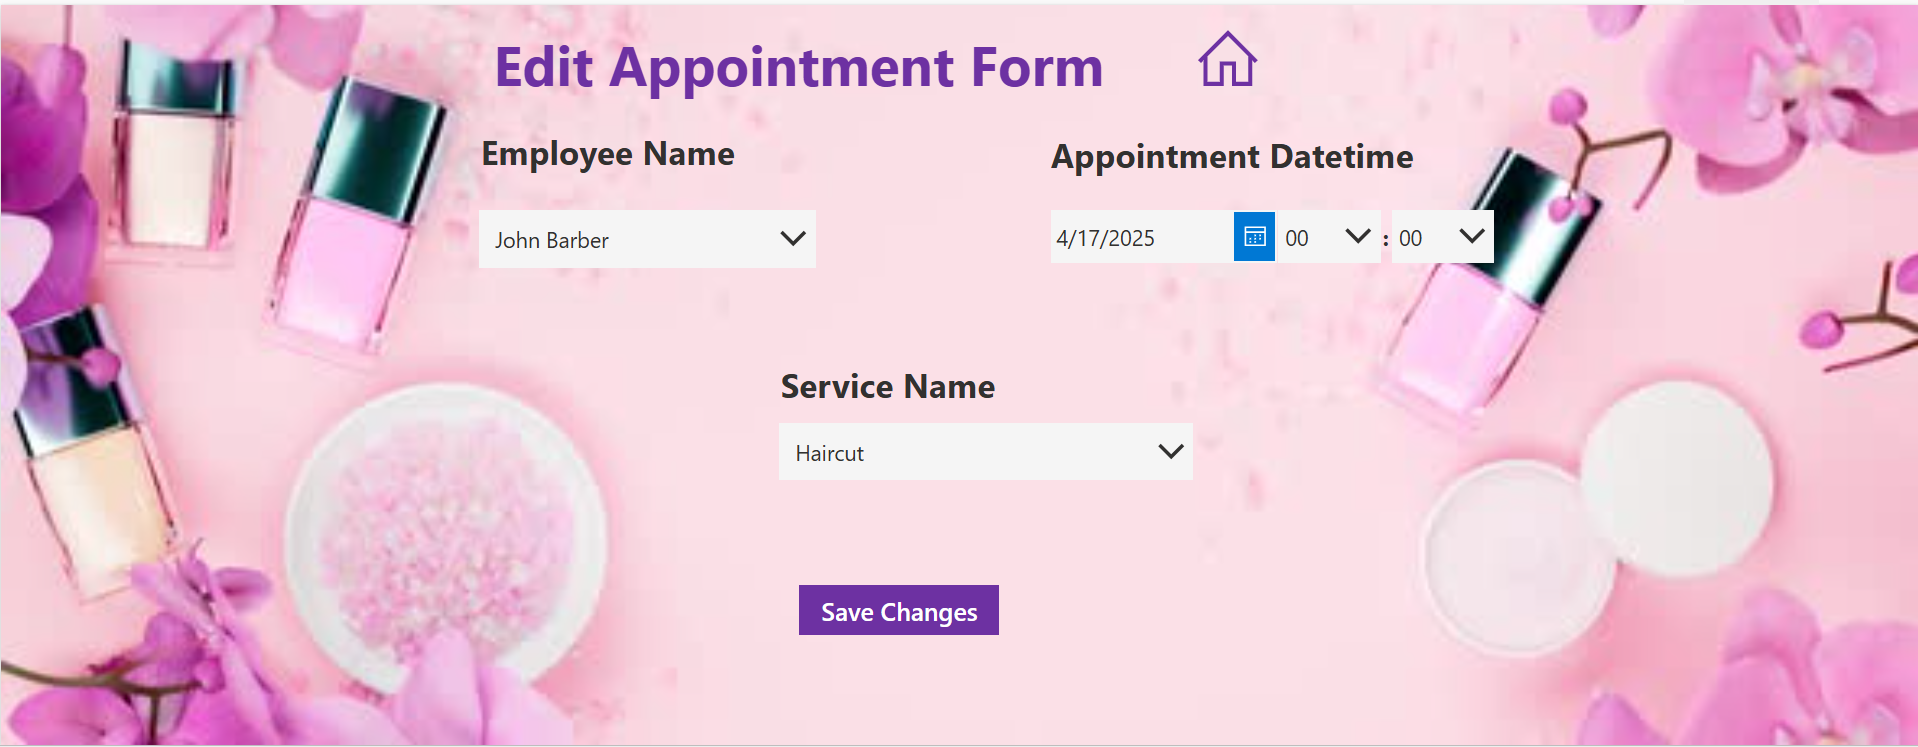 Edit Appointment Form
Employee Name
Appointment Datetime
John Barber
4/17/2025 00 : 00
Service Name
Haircut
Save Changes